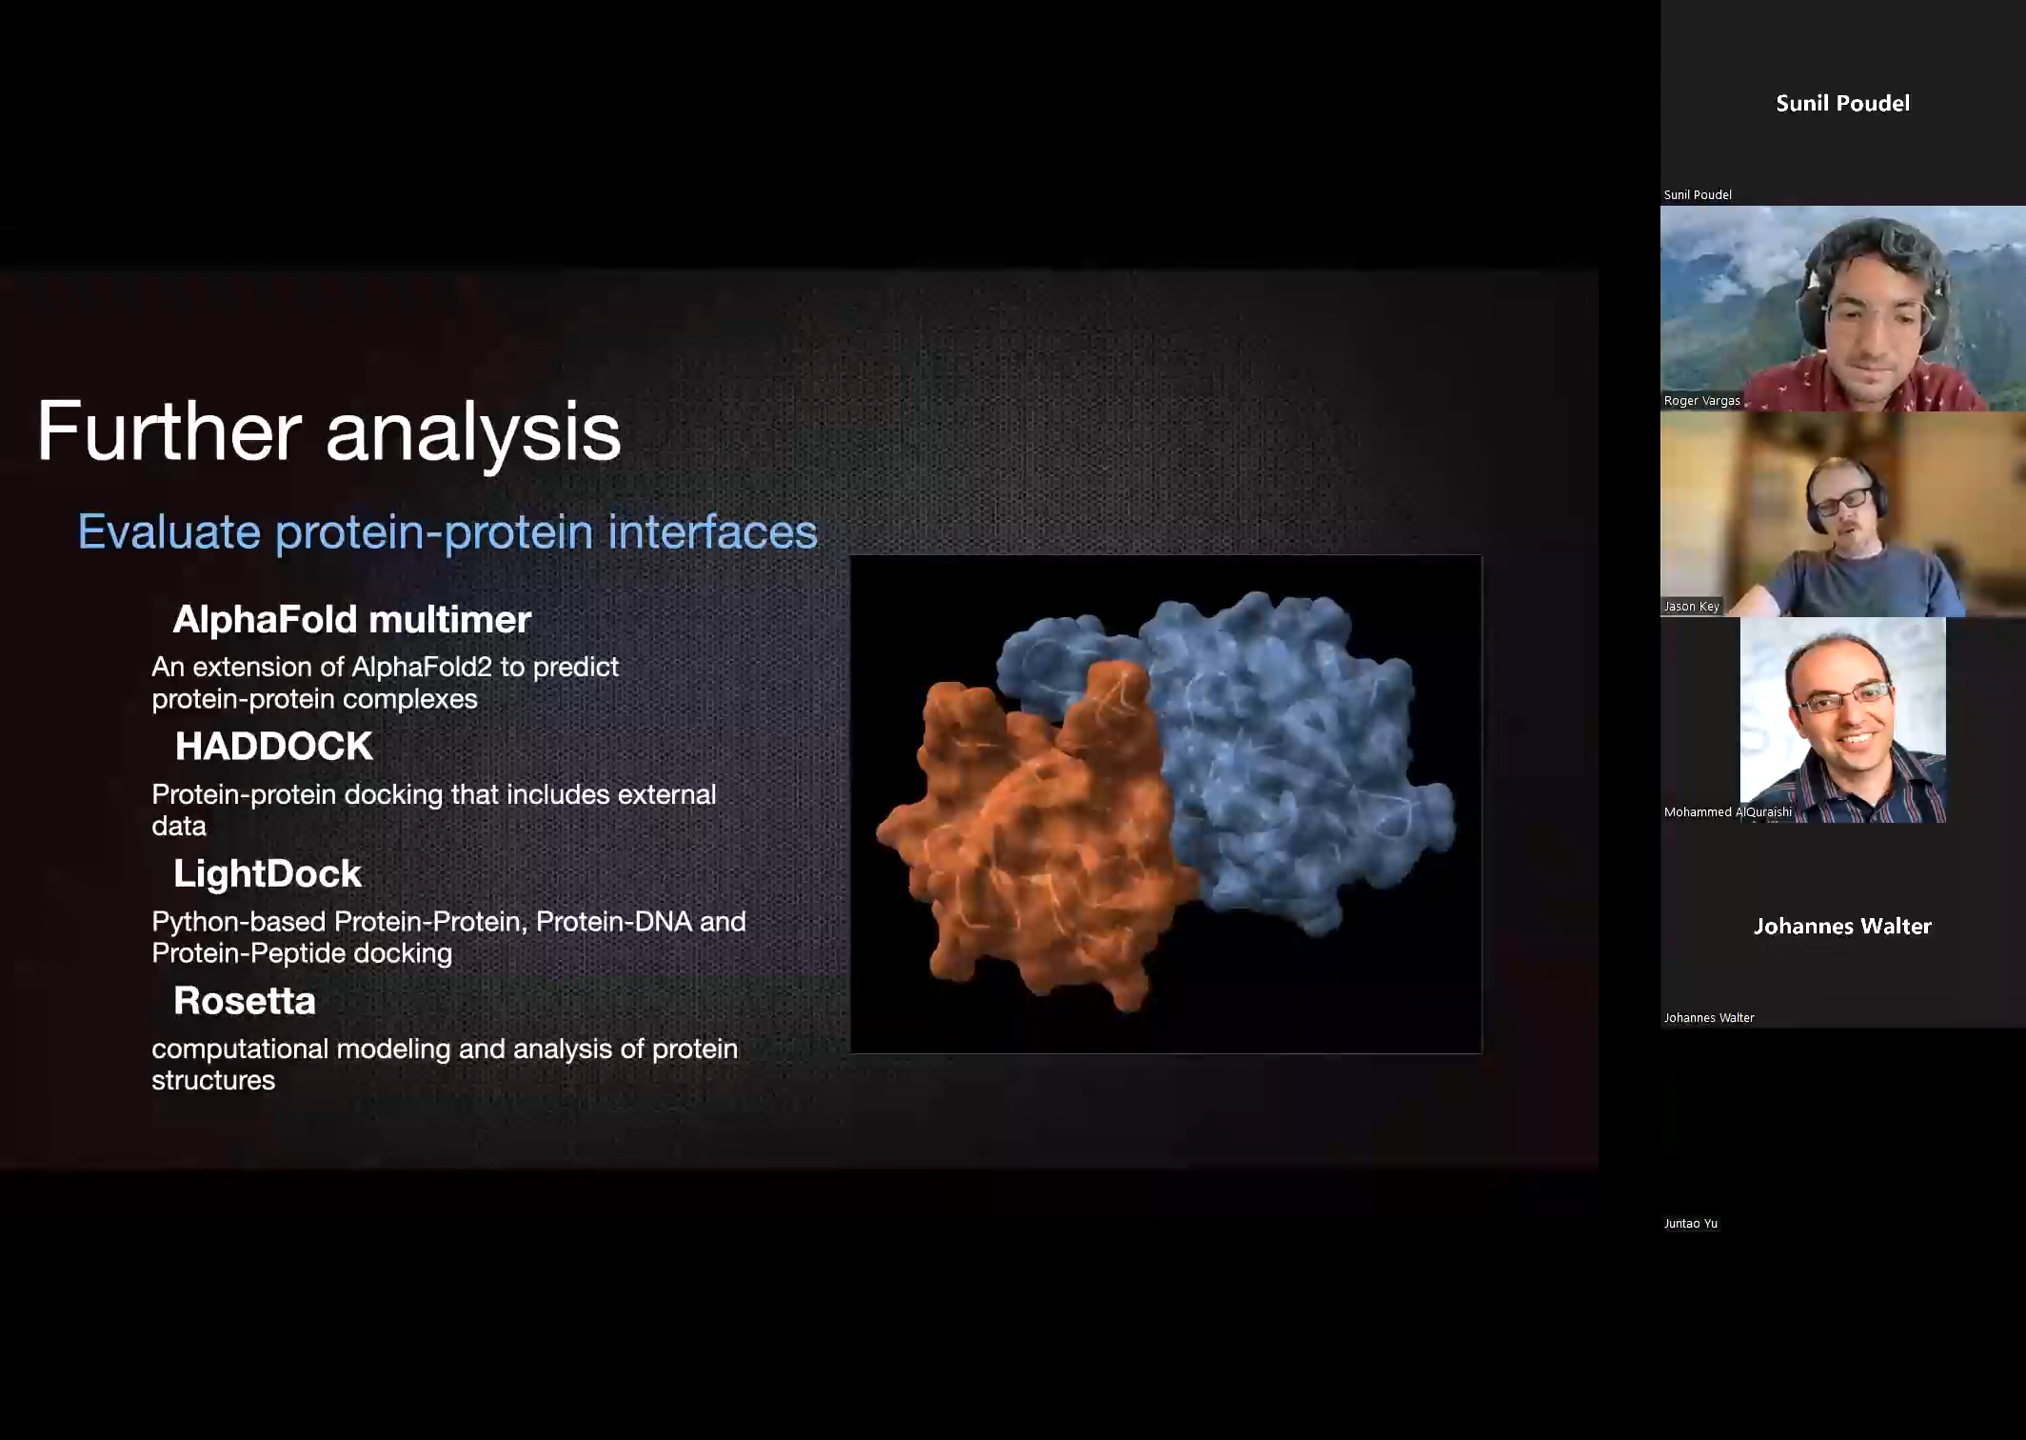 Further analysis
Evaluate protein-protein interfaces
AlphaFold multimer
An extension of AlphaFold2 to predict
protein-protein complexes
HADDOCK
Protein-protein docking that includes external
data
LightDock
Python-based Protein-Protein, Protein-DNA and
Protein-Peptide docking
Rosetta
computational modeling and analysis of protein
structures
Sunil Poudel
Sunil Poudel
Roger Vargas
Jason Key
Mohammed AlQuraishi
Johannes Walter
Johannes Walter
Juntao Yu